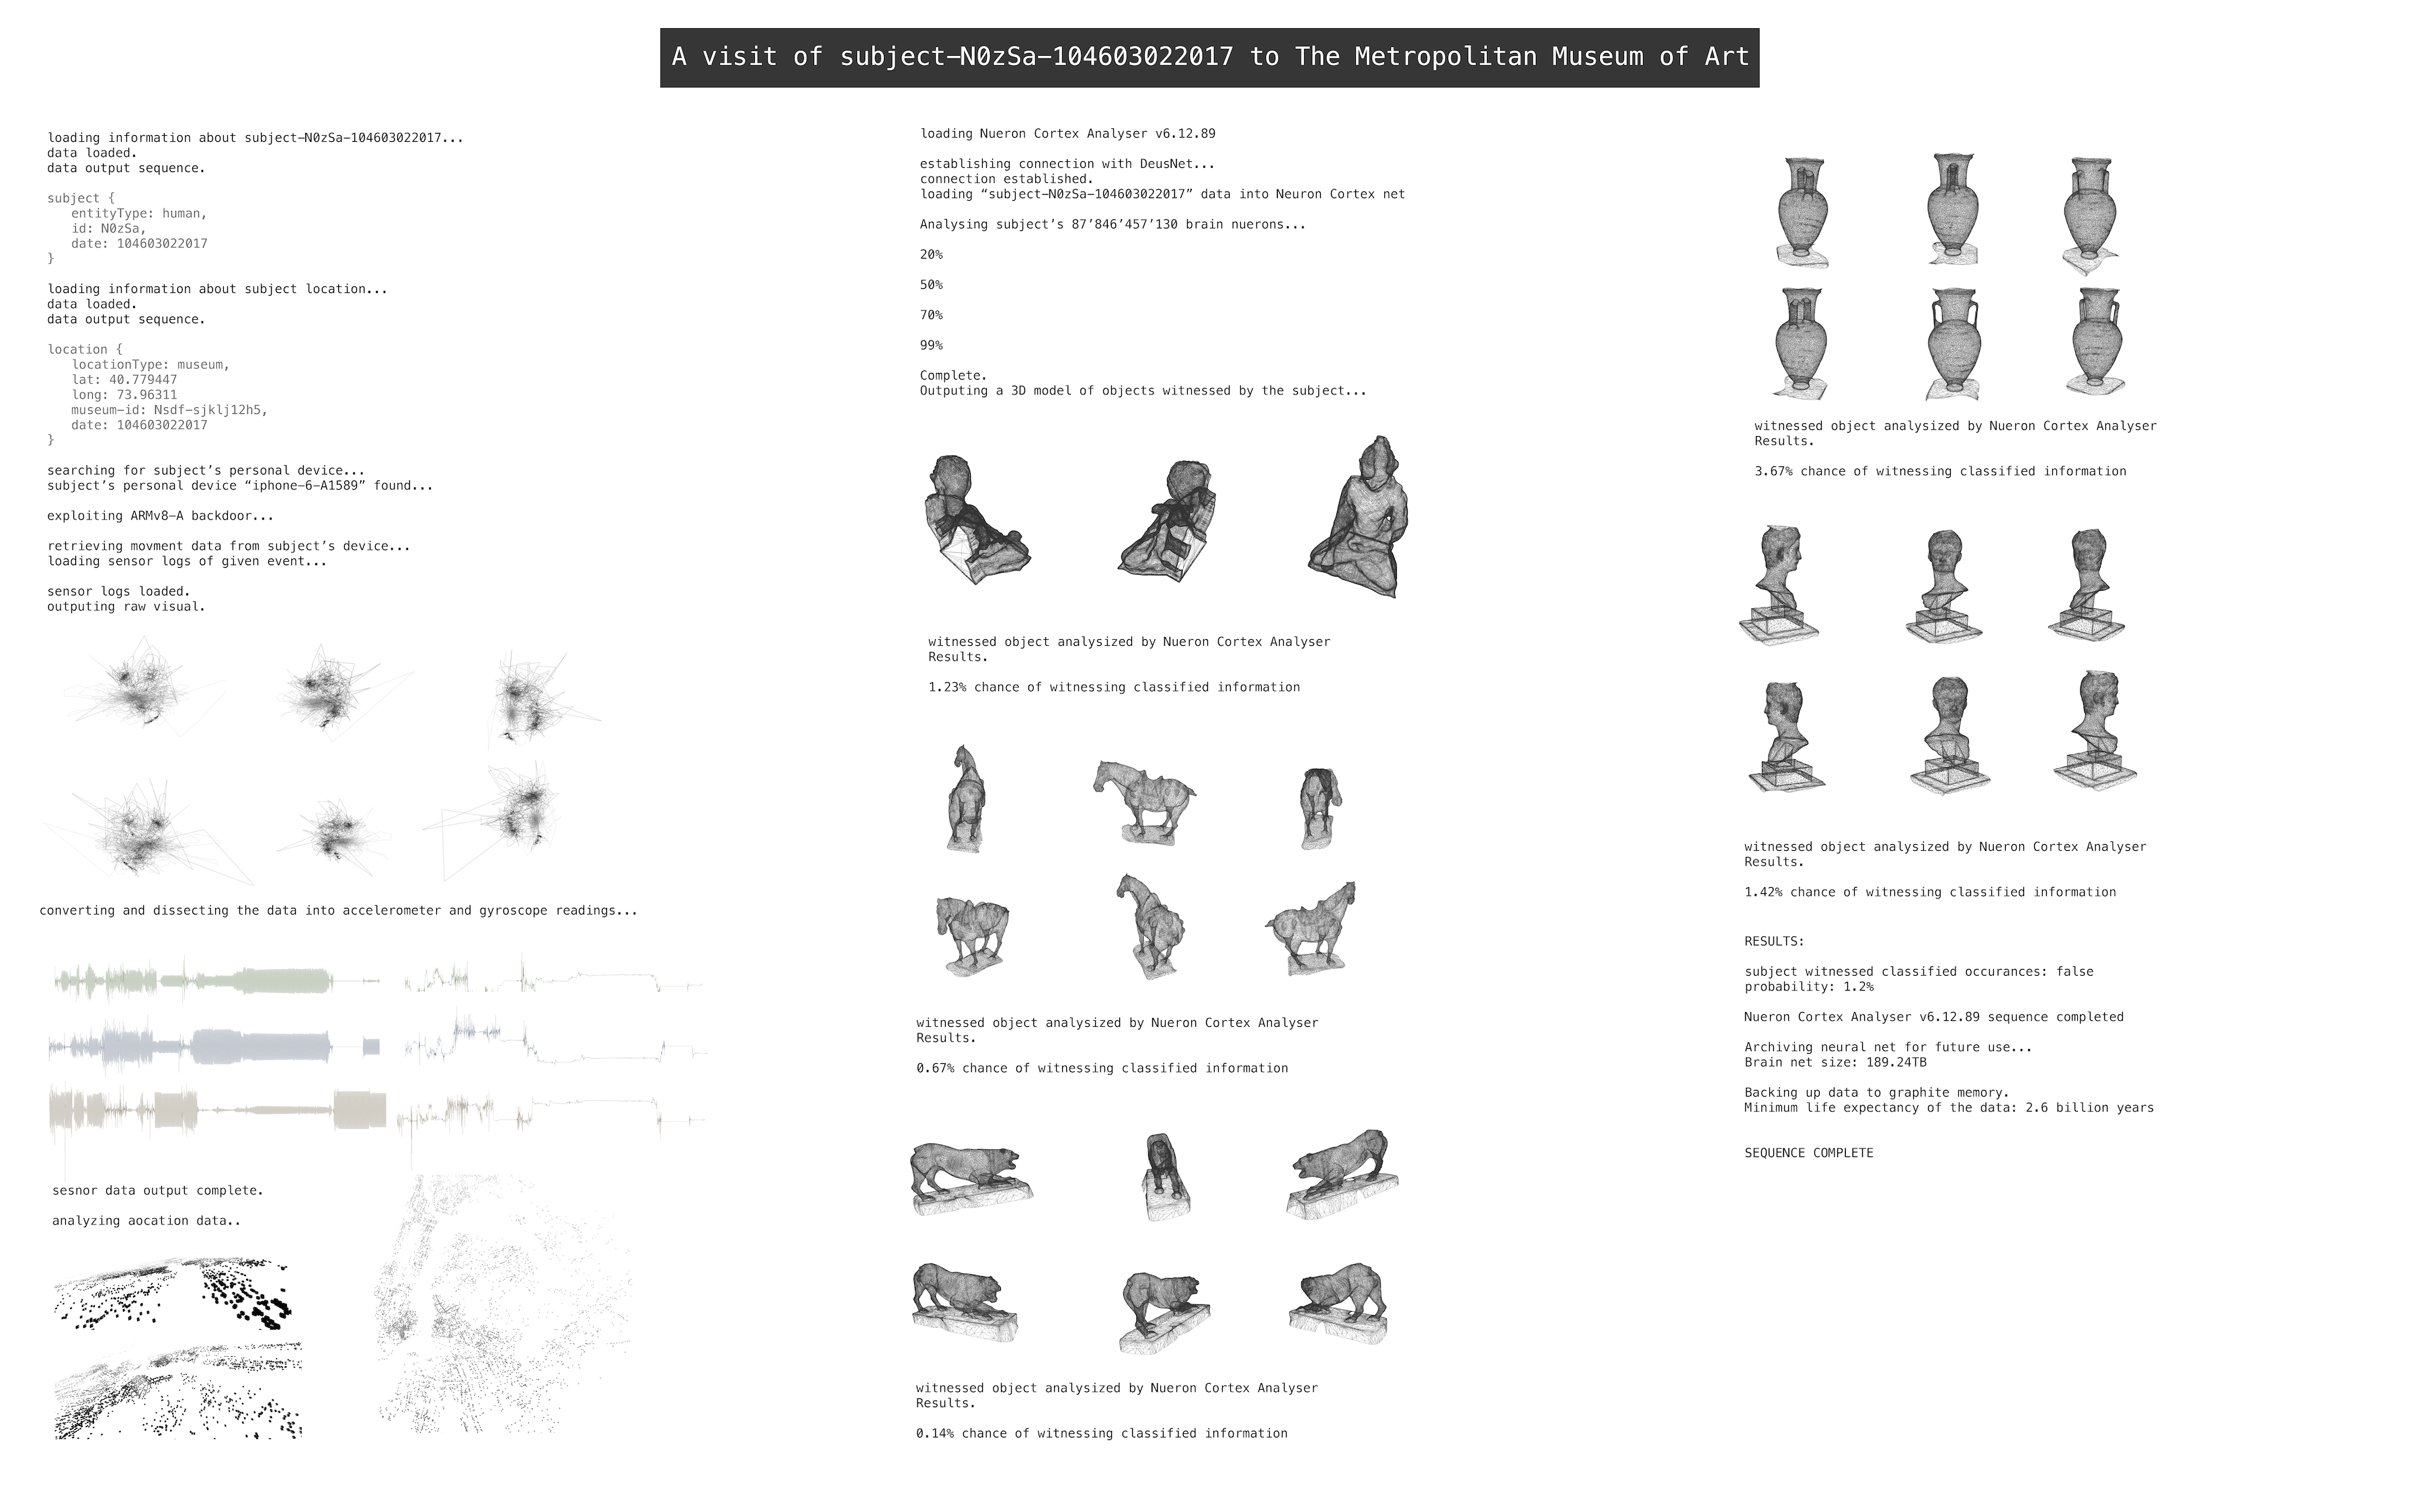 A visit of subject—N0zSa—104603022017 to The Metropolitan Museum of Art
loading information about subject—N0zSa—104603022017...
data loaded.
data output sequence.
subject {
entityType: human,
id: N0zSa,
date: 104603022017
}
loading information about subject location...
data loaded.
data output sequence.
location {
locationType: museum,
lat: 40.779447
long: 73.96311
museum—id: Nsdf—sjklj12h5,
date: 104603022017
}
searching for subject’s personal device...
subject’s personal device “iphone—6—A1589” found...
exploiting ARMv8—A backdoor...
retrieving movment data from subject’s device...
loading sensor logs of given event...
sensor logs loaded.
outputing raw visual.
converting and dissecting the data into accelerometer and gyroscope readings...
sesnor data output complete.
analyzing aocation data..
loading Nueron Cortex Analyser v6.12.89
establishing connection with DeusNet...
connection established.
loading “subject—N0zSa—104603022017” data into Neuron Cortex net
Analysing subject’s 87’846’457’130 brain nuerons...
20%
50%
70%
99%
Complete.
Outputing a 3D model of objects witnessed by the subject...
witnessed object analysized by Nueron Cortex Analyser
Results.
1.23% chance of witnessing classified information
witnessed object analysized by Nueron Cortex Analyser
Results.
0.67% chance of witnessing classified information
witnessed object analysized by Nueron Cortex Analyser
Results.
0.14% chance of witnessing classified information
witnessed object analysized by Nueron Cortex Analyser
Results.
3.67% chance of witnessing classified information
witnessed object analysized by Nueron Cortex Analyser
Results.
1.42% chance of witnessing classified information
RESULTS:
subject witnessed classified occurances: false
probability: 1.2%
Nueron Cortex Analyser v6.12.89 sequence completed
Archiving neural net for future use...
Brain net size: 189.24TB
Backing up data to graphite memory.
Minimum life expectancy of the data: 2.6 billion years
SEQUENCE COMPLETE